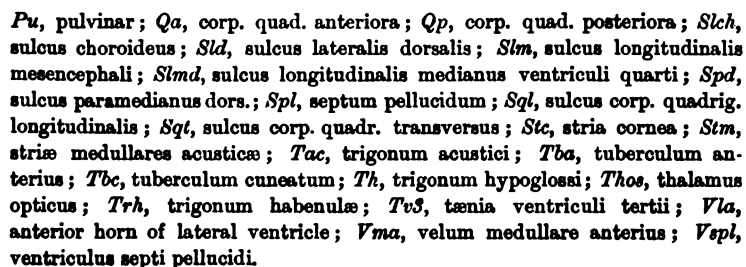 Pu, pulvinar; Qa, corp. quad. anteriora; Qp, corp. quad. posteriora; Slch,
sulcus choroideus; Sld, sulcus lateralis dorsalis; Slm, sulcus longitudinalis
mesencephali; Slmd, sulcus longitudinalis medianus ventriculi quarti; Spd,
sulcus paramedianus dors.; Spl, septum pellucidum; Sql, sulcus corp. quadrig.
longitudinalis; Sqt, sulcus corp. quadr. transversus; Stc, stria cornea; Stm,
striæ medullares acusticæ; Tac, trigonum acustici; Tba, tuberculum an-
terius; Tbc, tuberculum cuneatum; Th, trigonum hypoglossi; Thos, thalamus
opticus; Trh, trigonum habenulæ; Tv3, tænia ventriculi tertii; Vla,
anterior horn of lateral ventricle; Vma, velum medullare anterius; Vspl,
ventriculus septi pellucidi.